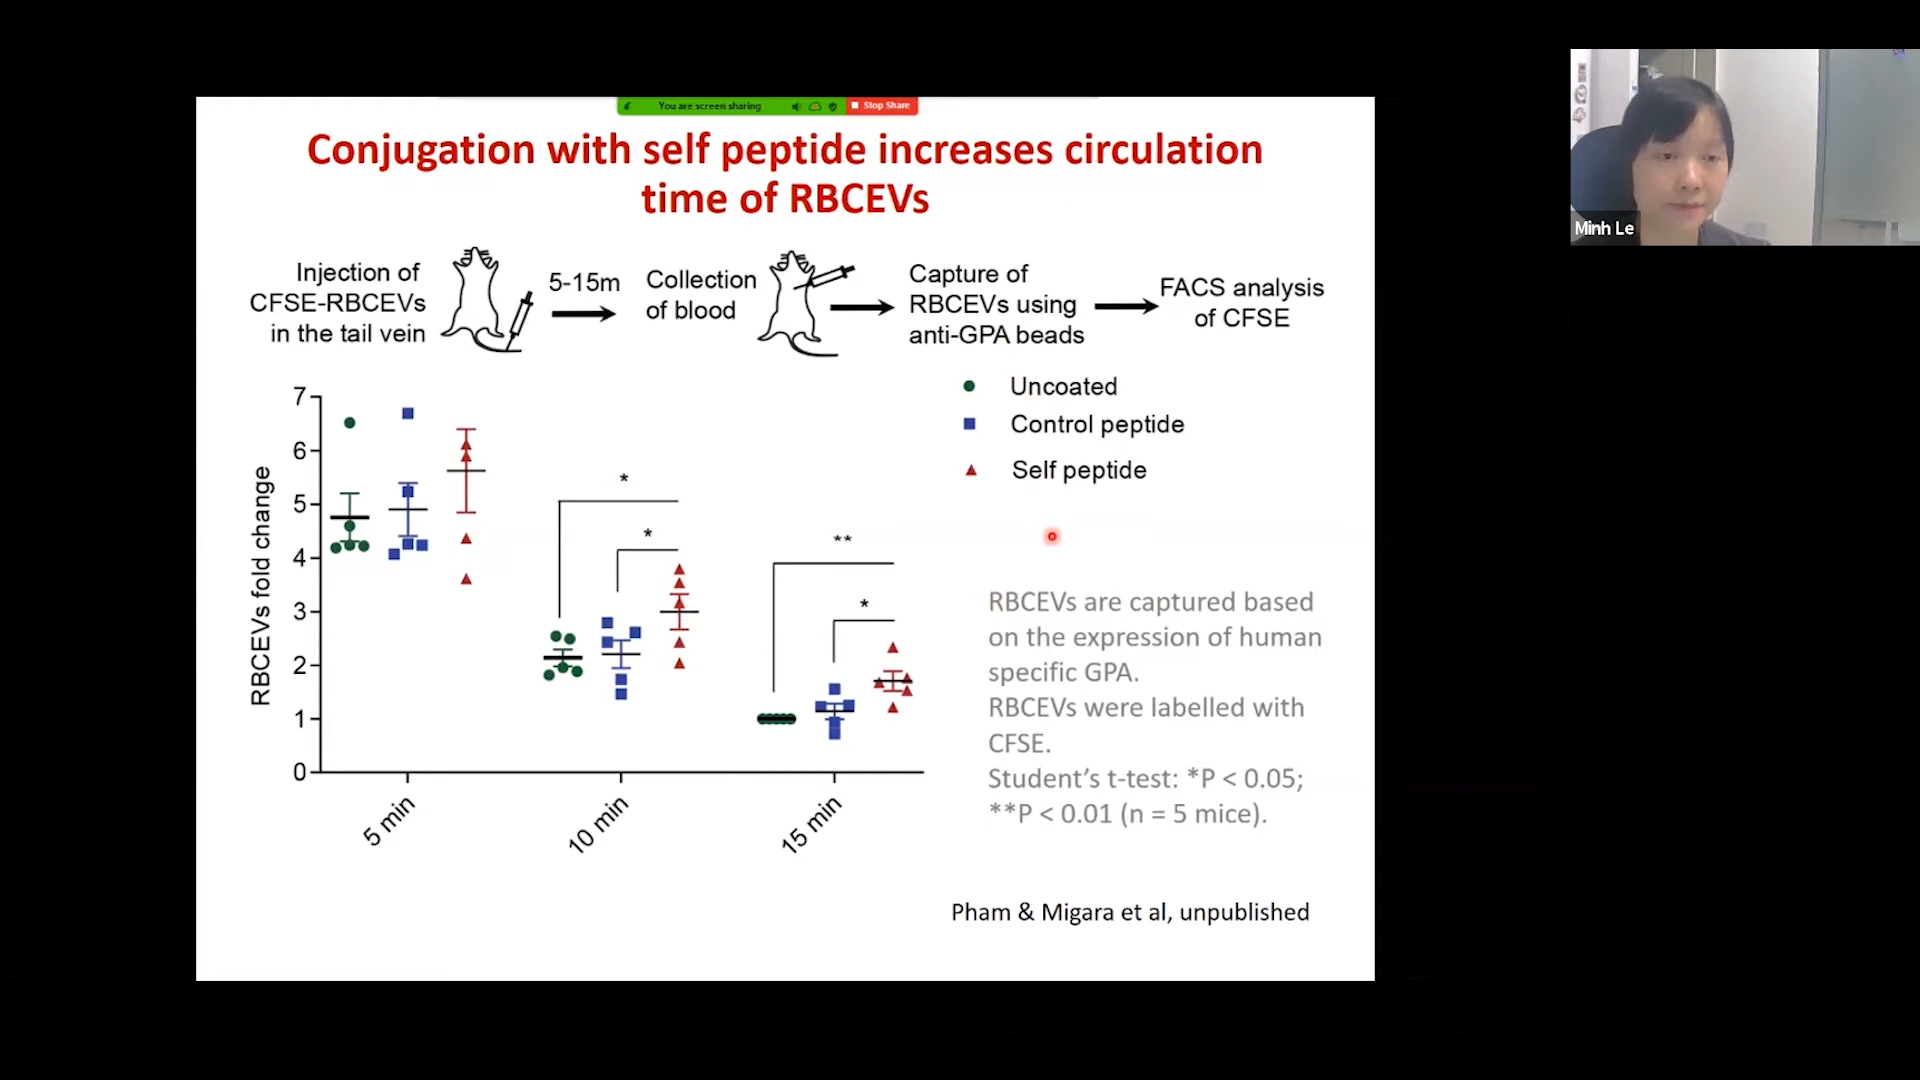 You are screen sharing
Stop Share
Conjugation with self peptide increases circulation
time of RBCEVs
Injection of
CFSE-RBCEVs
in the tail vein
5-15m
Collection
of blood
Capture of
RBCEVs using
anti-GPA beads
FACS analysis
of CFSE
Uncoated
Control peptide
Self peptide
RBCEVs fold change
7
6
5
4
3
2
1
0
*
*
**
*
5 min
10 min
15 min
RBCEVs are captured based
on the expression of human
specific GPA.
RBCEVs were labelled with
CFSE.
Student’s t-test: *P < 0.05;
**P < 0.01 (n = 5 mice).
Pham & Migara et al, unpublished
Minh Le